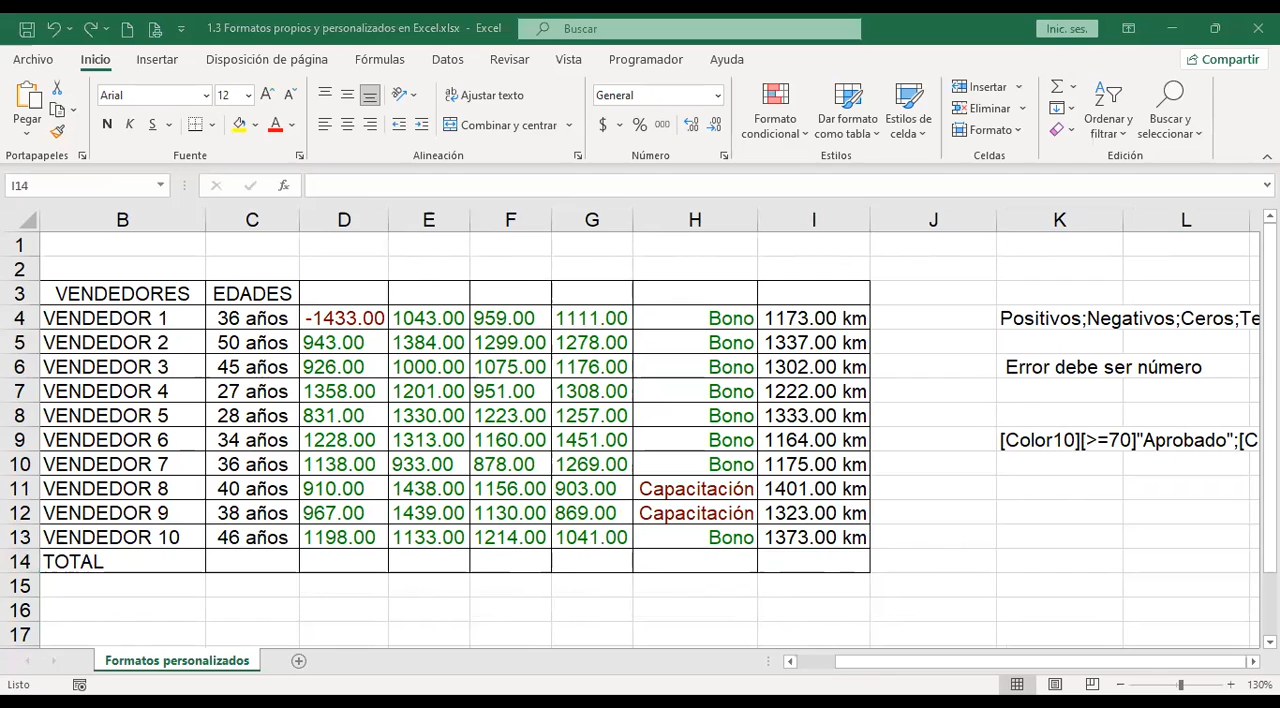 1.3 Formatos propios y personalizados en Excel.xlsx - Excel
Buscar
Inic. ses.
Archivo Inicio Insertar Disposición de página Fórmulas Datos Revisar Vista Programador Ayuda
Compartir
Pegar
Portapapeles
Arial 12
N K S
Fuente
Ajustar texto
Combinar y centrar
Alineación
General
$ % 000
Número
Formato condicional
Dar formato como tabla
Estilos de celda
Estilos
Insertar
Eliminar
Formato
Celdas
Ordenar y filtrar
Buscar y seleccionar
Edición
I14
fx
B C D E F G H I J K L
1
2
3 VENDEDORES EDADES
4 VENDEDOR 1 36 años -1433.00 1043.00 959.00 1111.00 Bono 1173.00 km Positivos;Negativos;Ceros;Te
5 VENDEDOR 2 50 años 943.00 1384.00 1299.00 1278.00 Bono 1337.00 km
6 VENDEDOR 3 45 años 926.00 1000.00 1075.00 1176.00 Bono 1302.00 km Error debe ser número
7 VENDEDOR 4 27 años 1358.00 1201.00 951.00 1308.00 Bono 1222.00 km
8 VENDEDOR 5 28 años 831.00 1330.00 1223.00 1257.00 Bono 1333.00 km
9 VENDEDOR 6 34 años 1228.00 1313.00 1160.00 1451.00 Bono 1164.00 km [Color10][>=70]"Aprobado";[C
10 VENDEDOR 7 36 años 1138.00 933.00 878.00 1269.00 Bono 1175.00 km
11 VENDEDOR 8 40 años 910.00 1438.00 1156.00 903.00 Capacitación 1401.00 km
12 VENDEDOR 9 38 años 967.00 1439.00 1130.00 869.00 Capacitación 1323.00 km
13 VENDEDOR 10 46 años 1198.00 1133.00 1214.00 1041.00 Bono 1373.00 km
14 TOTAL
15
16
17
Formatos personalizados
Listo
130%